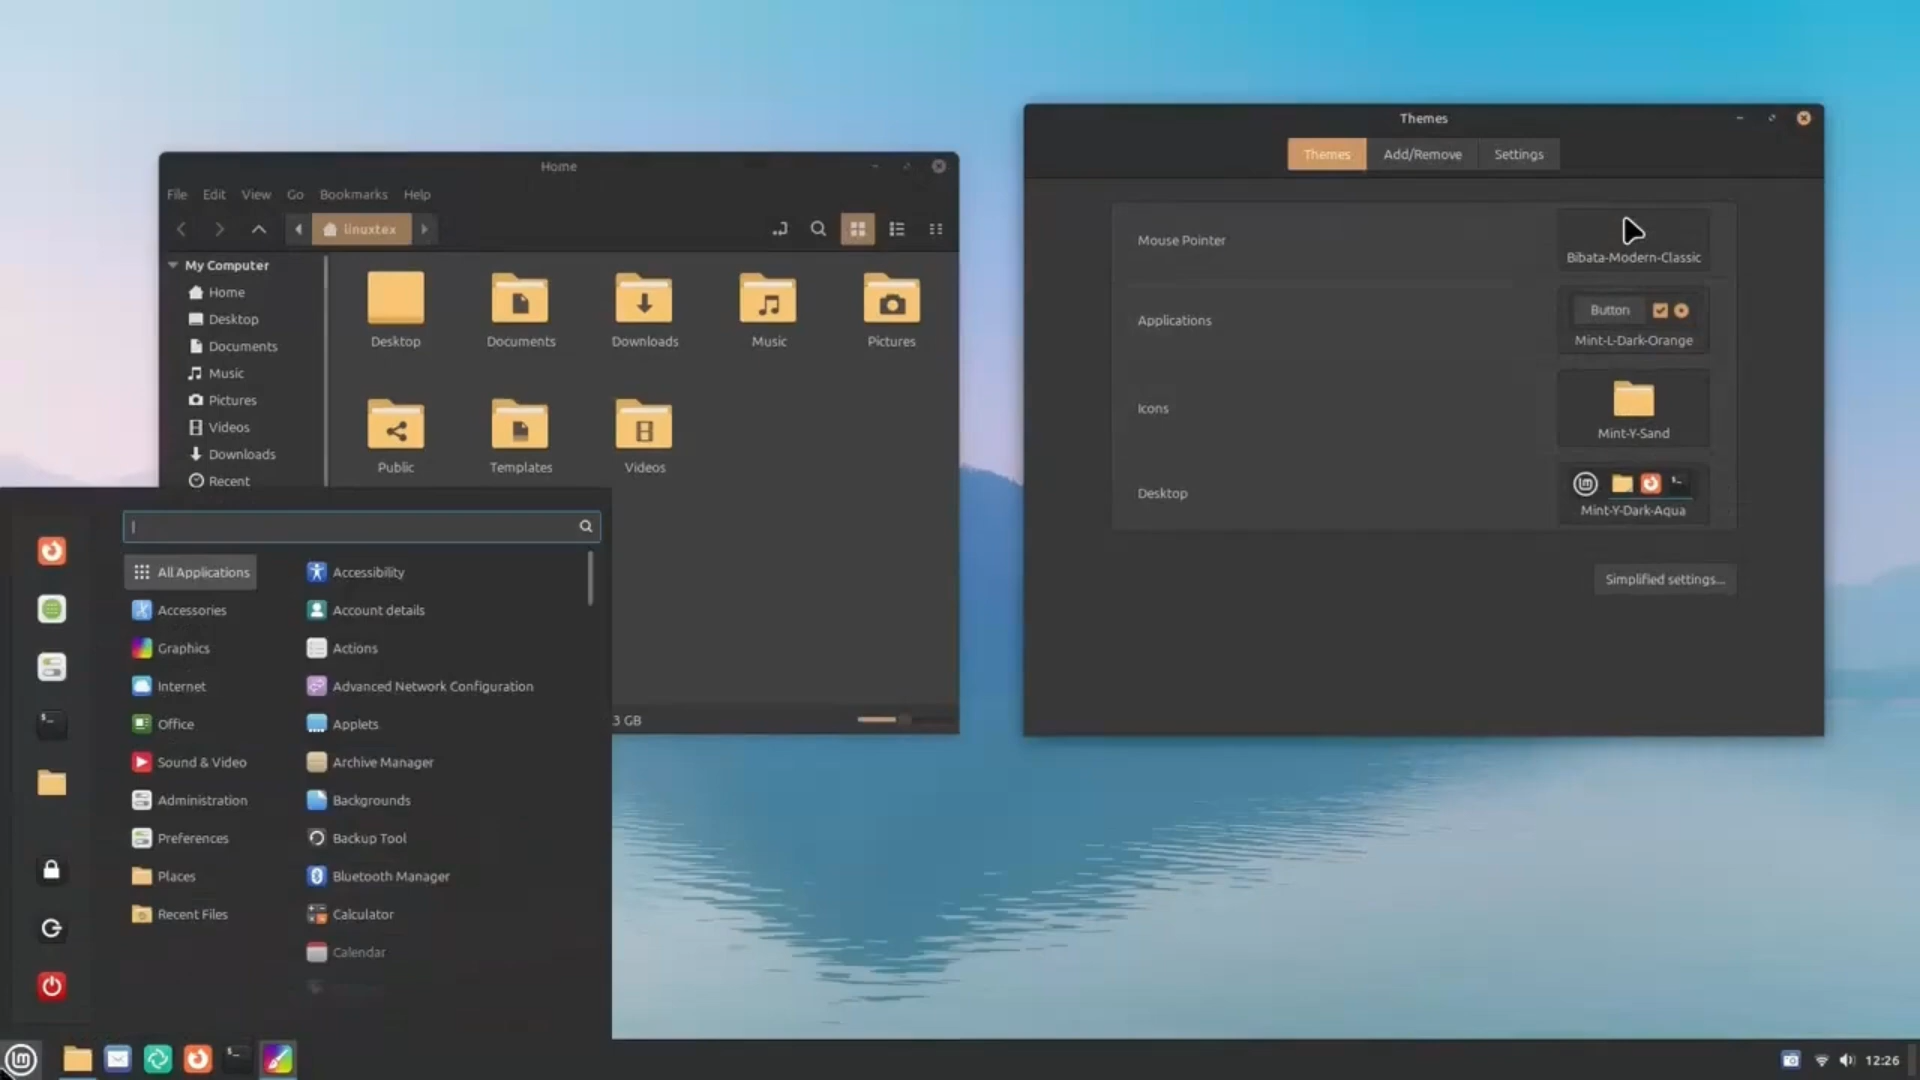 Home
File Edit View Go Bookmarks Help
linuxtex
My Computer
Home
Desktop
Documents
Music
Pictures
Videos
Downloads
Recent
Desktop Documents Downloads Music Pictures
Public Templates Videos
3 GB
Themes
Themes Add/Remove Settings
Mouse Pointer
Bibata-Modern-Classic
Applications
Button
Mint-L-Dark-Orange
Icons
Mint-Y-Sand
Desktop
Mint-Y-Dark-Aqua
Simplified settings...
All Applications
Accessories
Graphics
Internet
Office
Sound & Video
Administration
Preferences
Places
Recent Files
Accessibility
Account details
Actions
Advanced Network Configuration
Applets
Archive Manager
Backgrounds
Backup Tool
Bluetooth Manager
Calculator
Calendar
12:26